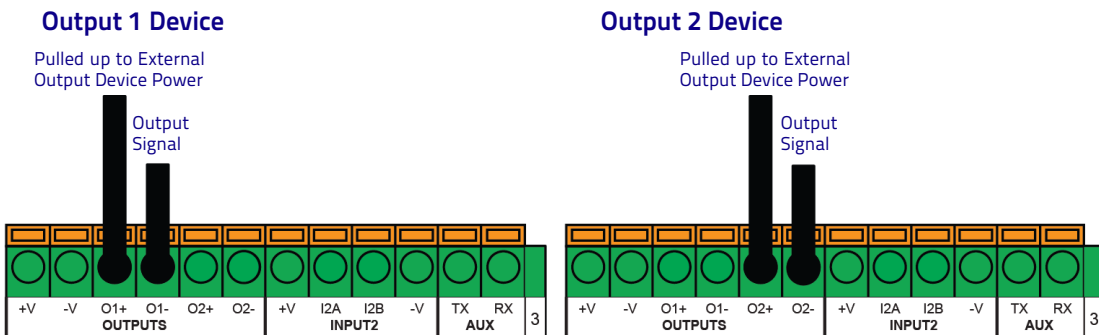 Output 1 Device
Pulled up to External
Output Device Power
Output
Signal
+V -V O1+ O1- O2+ O2- +V I2A I2B -V TX RX
OUTPUTS INPUT2 AUX 3
Output 2 Device
Pulled up to External
Output Device Power
Output
Signal
+V -V O1+ O1- O2+ O2- +V I2A I2B -V TX RX
OUTPUTS INPUT2 AUX 3